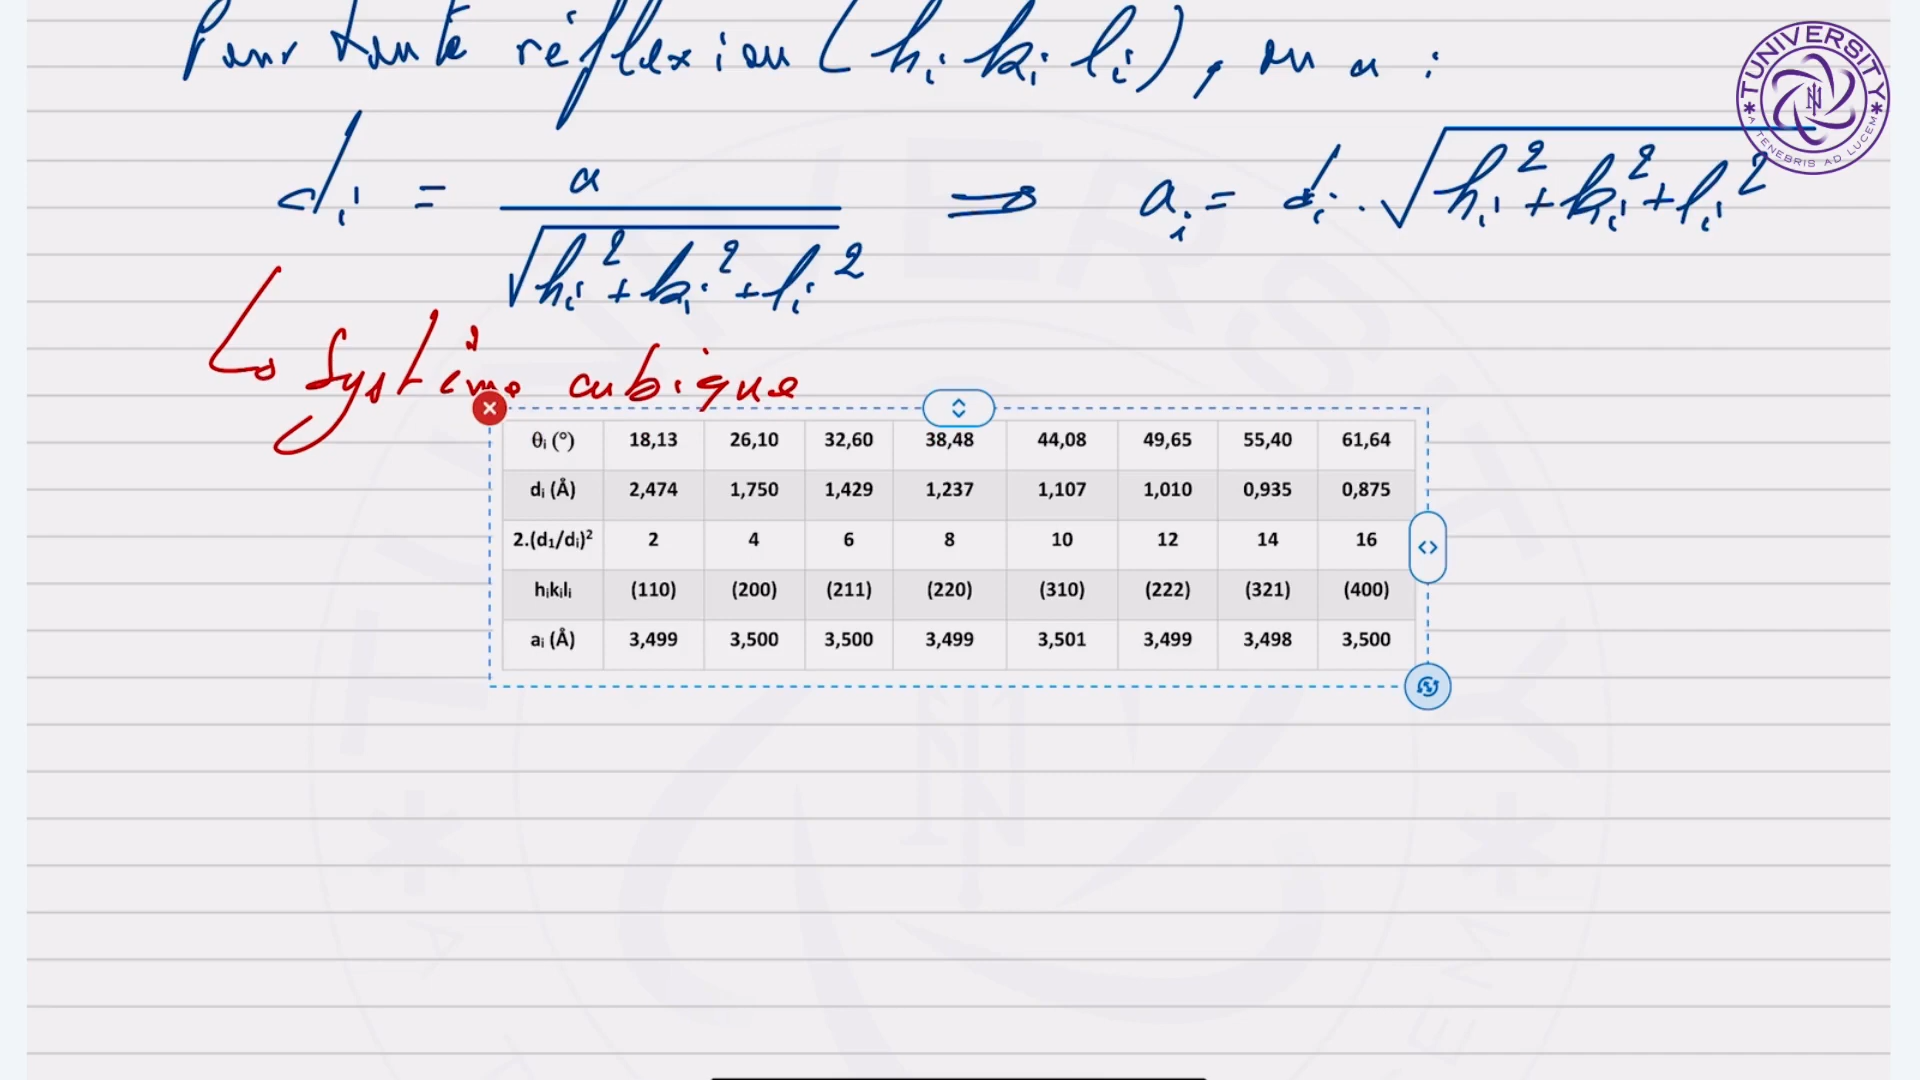 Pour toute réflexion (hᵢ kᵢ lᵢ), on a :
dᵢ = a / √(hᵢ² + kᵢ² + lᵢ²) ⇒ aᵢ = dᵢ . √(hᵢ² + kᵢ² + lᵢ²)
↳ Système cubique
θᵢ (°) 18,13 26,10 32,60 38,48 44,08 49,65 55,40 61,64
dᵢ (Å) 2,474 1,750 1,429 1,237 1,107 1,010 0,935 0,875
2.(d₁/dᵢ)² 2 4 6 8 10 12 14 16
hᵢkᵢlᵢ (110) (200) (211) (220) (310) (222) (321) (400)
aᵢ (Å) 3,499 3,500 3,500 3,499 3,501 3,499 3,498 3,500
TUNIVERSITY
A TENEBRIS AD LUCEM